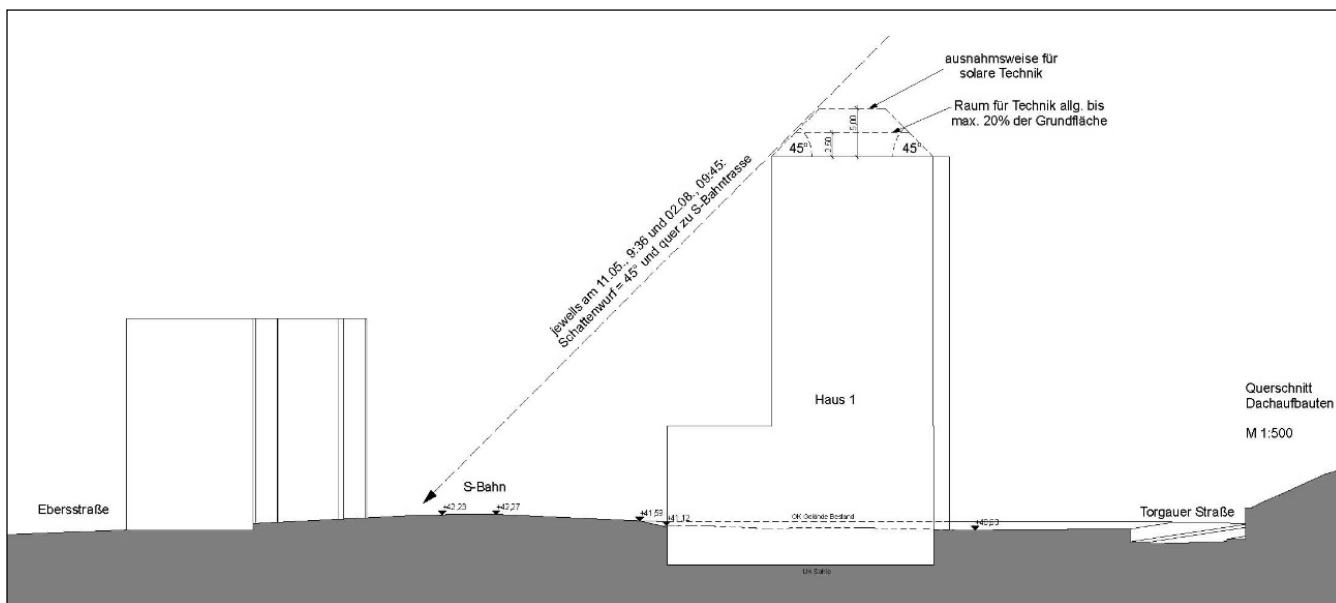 ausnahmsweise für
solare Technik
Raum für Technik allg. bis
max. 20% der Grundfläche
5,00
2,50
45°
45°
jeweils am 11.05., 9:36 und 02.08., 09:45:
Schattenwurf = 45° und quer zu S-Bahntrasse
Haus 1
Querschnitt
Dachaufbauten
M 1:500
S-Bahn
Ebersstraße
+42,23
+42,27
+41,59
+41,12
OK Gelände Bestand
Torgauer Straße
UK Sohle